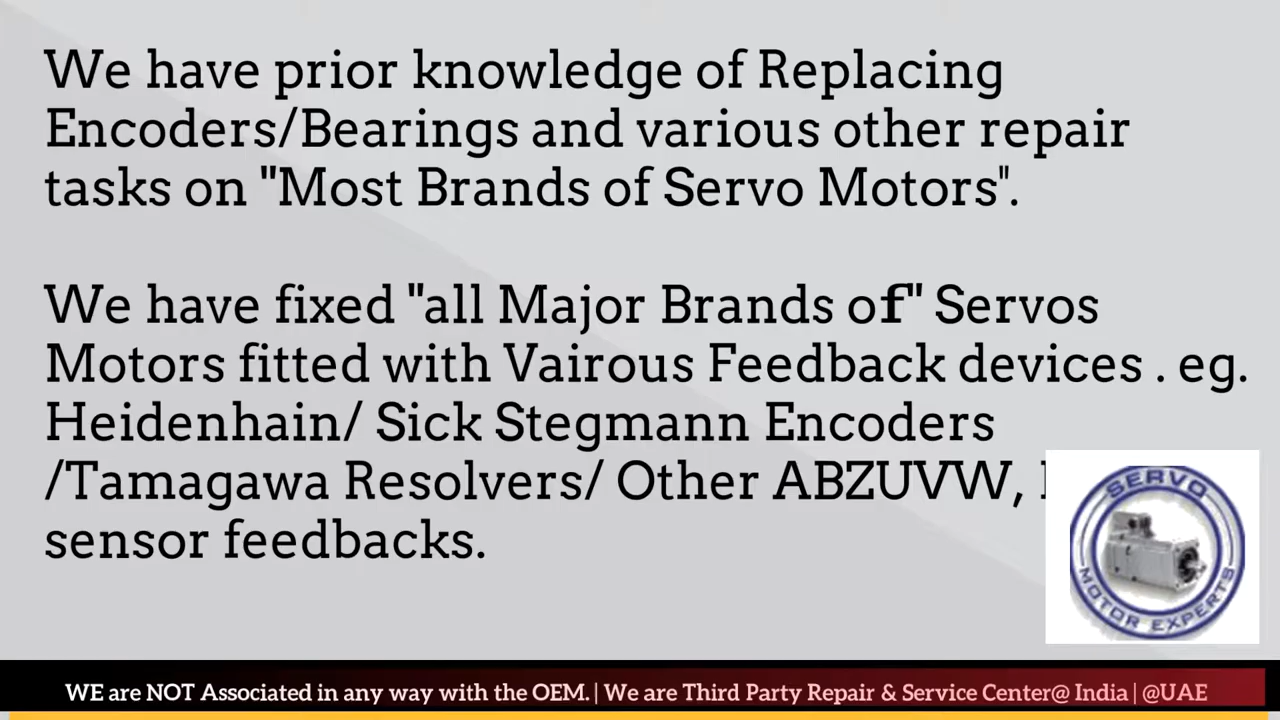 We have prior knowledge of Replacing
Encoders/Bearings and various other repair
tasks on "Most Brands of Servo Motors".
We have fixed "all Major Brands of" Servos
Motors fitted with Vairous Feedback devices . eg.
Heidenhain/ Sick Stegmann Encoders
/Tamagawa Resolvers/ Other ABZUVW,
sensor feedbacks.
SERVO
MOTOR EXPERTS
WE are NOT Associated in any way with the OEM. | We are Third Party Repair & Service Center@ India | @UAE